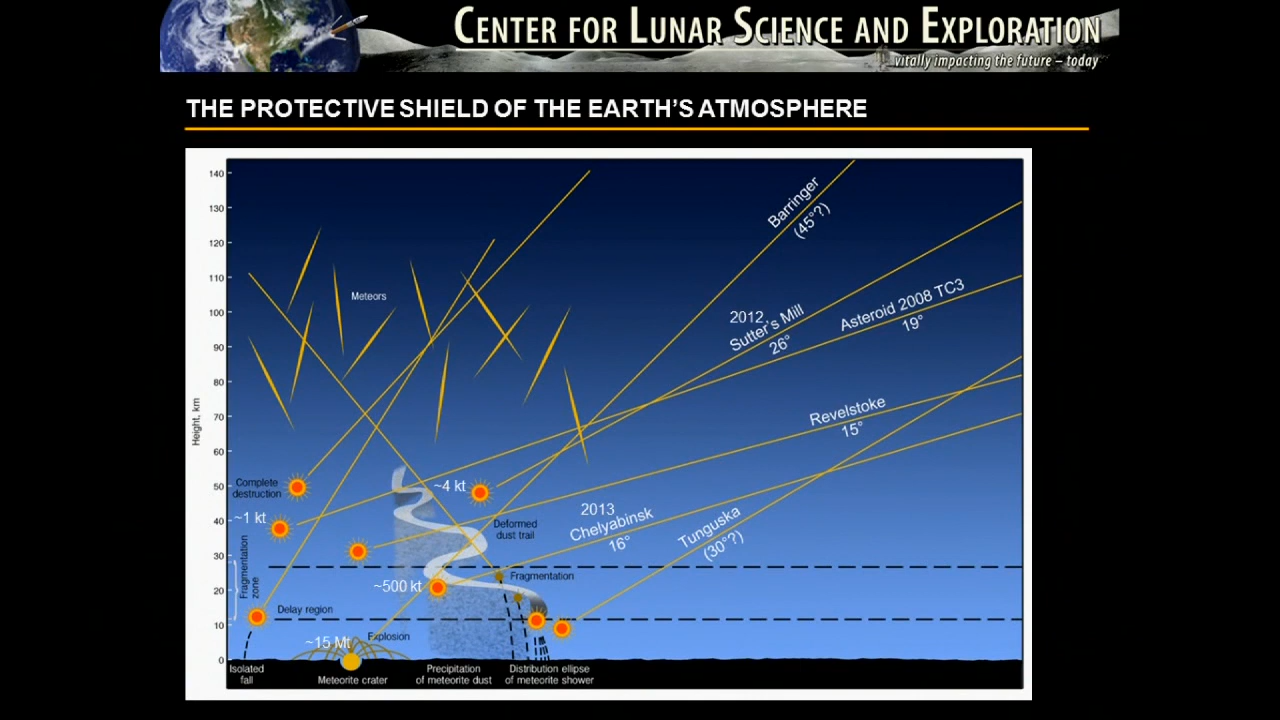 CENTER FOR LUNAR SCIENCE AND EXPLORATION
vitally impacting the future – today
THE PROTECTIVE SHIELD OF THE EARTH'S ATMOSPHERE
140
130
120
110
100
90
80
70
60
50
40
30
20
10
0
Height, km
Meteors
Barringer
(45°?)
2012
Sutter's Mill
26°
Asteroid 2008 TC3
19°
Revelstoke
15°
Complete
destruction
~4 kt
~1 kt
2013
Chelyabinsk
16°
Tunguska
(30°?)
Deformed
dust trail
Fragmentation
zone
Fragmentation
~500 kt
Delay region
~15 Mt
Explosion
Isolated
fall
Meteorite crater
Precipitation
of meteorite dust
Distribution ellipse
of meteorite shower